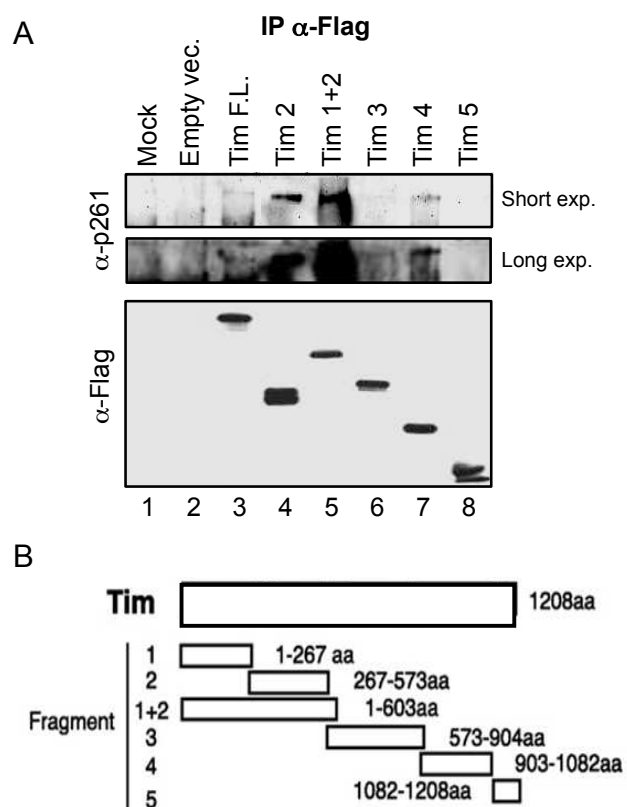 A
IP α-Flag
Mock
Empty vec.
Tim F.L.
Tim 2
Tim 1+2
Tim 3
Tim 4
Tim 5
α-p261
Short exp.
Long exp.
α-Flag
1 2 3 4 5 6 7 8
B
Tim 1208aa
Fragment
1 1-267 aa
2 267-573aa
1+2 1-603aa
3 573-904aa
4 903-1082aa
5 1082-1208aa